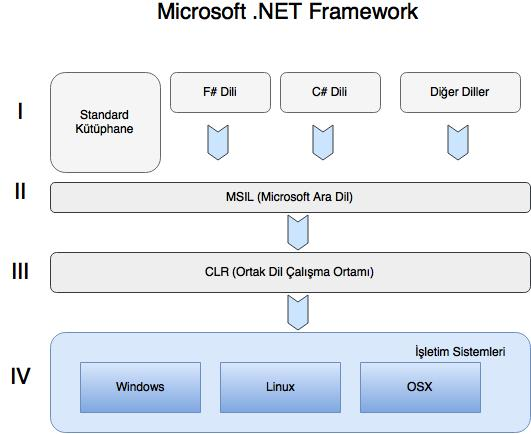 Microsoft .NET Framework
I
Standard
Kütüphane
F# Dili
C# Dili
Diğer Diller
II
MSIL (Microsoft Ara Dil)
III
CLR (Ortak Dil Çalışma Ortamı)
IV
İşletim Sistemleri
Windows
Linux
OSX